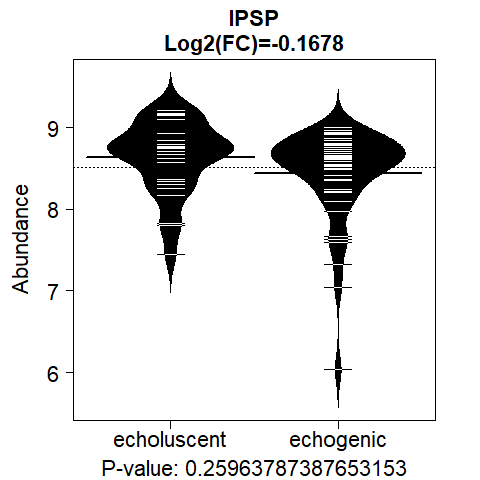 IPSP
Log2(FC)=-0.1678
Abundance
9
8
7
6
echoluscent echogenic
P-value: 0.25963787387653153